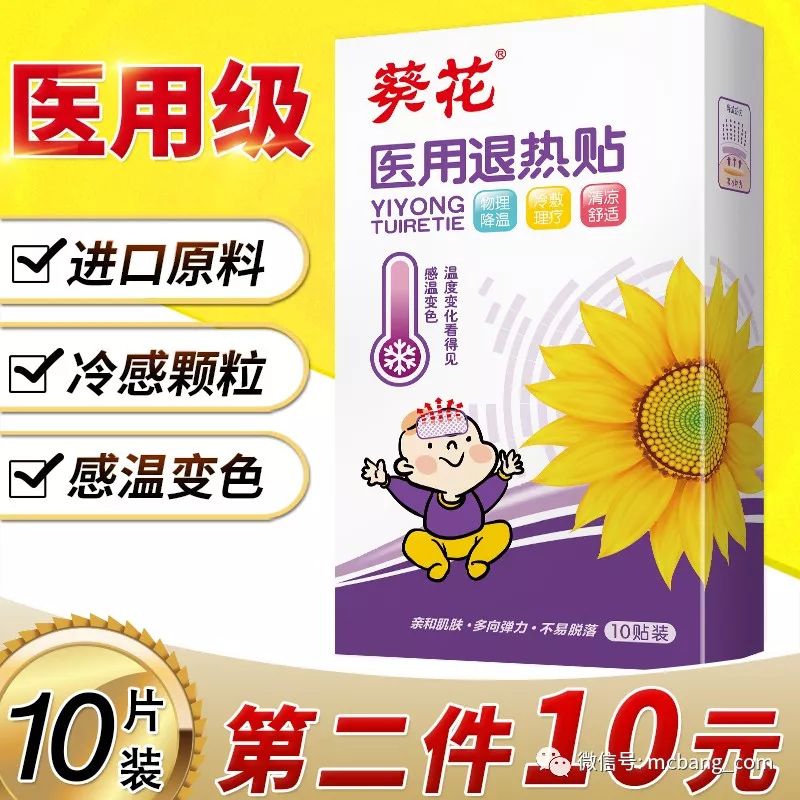 医用级
进口原料
冷感颗粒
感温变色
10片装
第二件10元
葵花®
医用退热贴
YIYONG
TUIRETIE
物理
降温
冷敷
理疗
清凉
舒适
温度变化看得见
感温变色
亲和肌肤·多向弹力·不易脱落
10贴装
微信号: mcbang_com